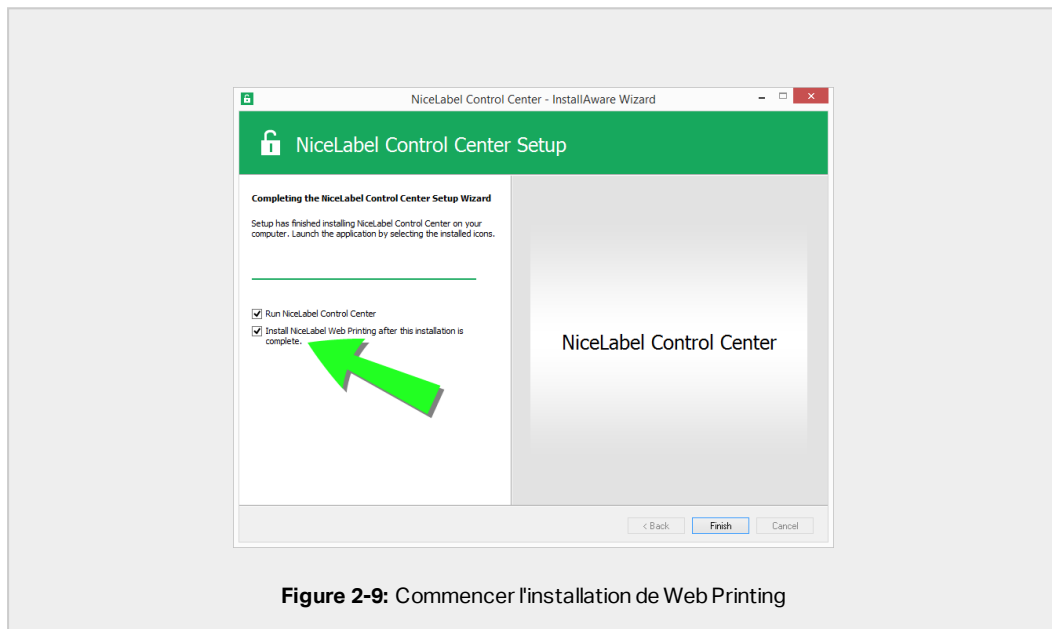 NiceLabel Control Center - InstallAware Wizard
NiceLabel Control Center Setup
Completing the NiceLabel Control Center Setup Wizard
Setup has finished installing NiceLabel Control Center on your
computer. Launch the application by selecting the installed icons.
Run NiceLabel Control Center
Install NiceLabel Web Printing after this installation is
complete.
NiceLabel Control Center
< Back
Finish
Cancel
Figure 2-9: Commencer l'installation de Web Printing